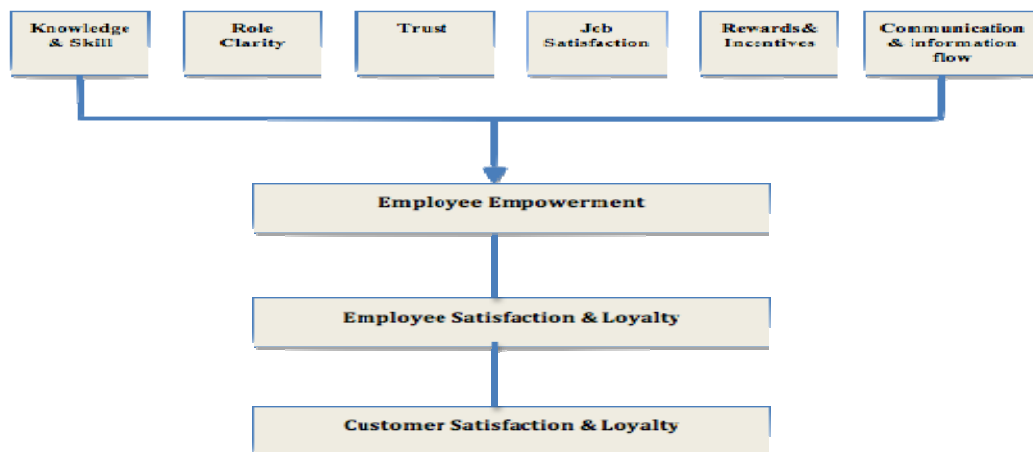 Knowledge
& Skill
Role
Clarity
Trust
Job
Satisfaction
Rewards&
Incentives
Communication
& information
flow
Employee Empowerment
Employee Satisfaction & Loyalty
Customer Satisfaction & Loyalty